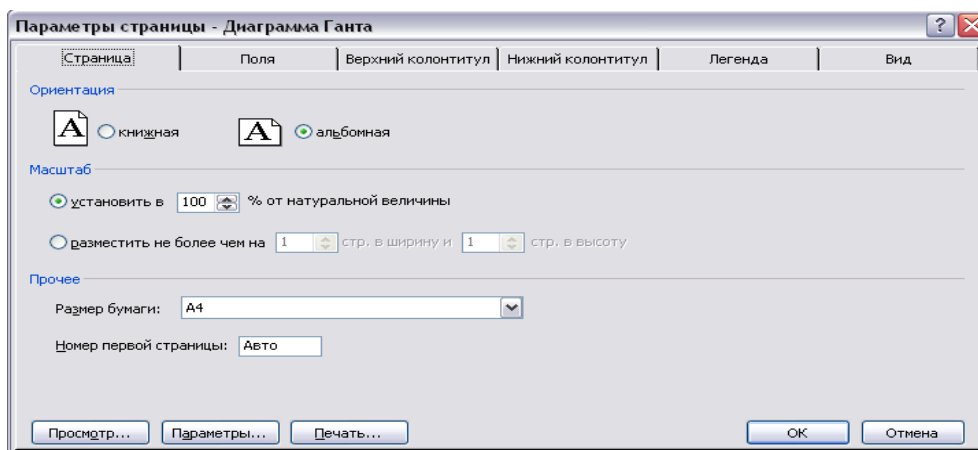 Параметры страницы - Диаграмма Ганта
Страница Поля Верхний колонтитул Нижний колонтитул Легенда Вид
Ориентация
A книжная A альбомная
Масштаб
установить в 100 % от натуральной величины
разместить не более чем на 1 стр. в ширину и 1 стр. в высоту
Прочее
Размер бумаги: A4
Номер первой страницы: Авто
Просмотр... Параметры... Печать... ОК Отмена